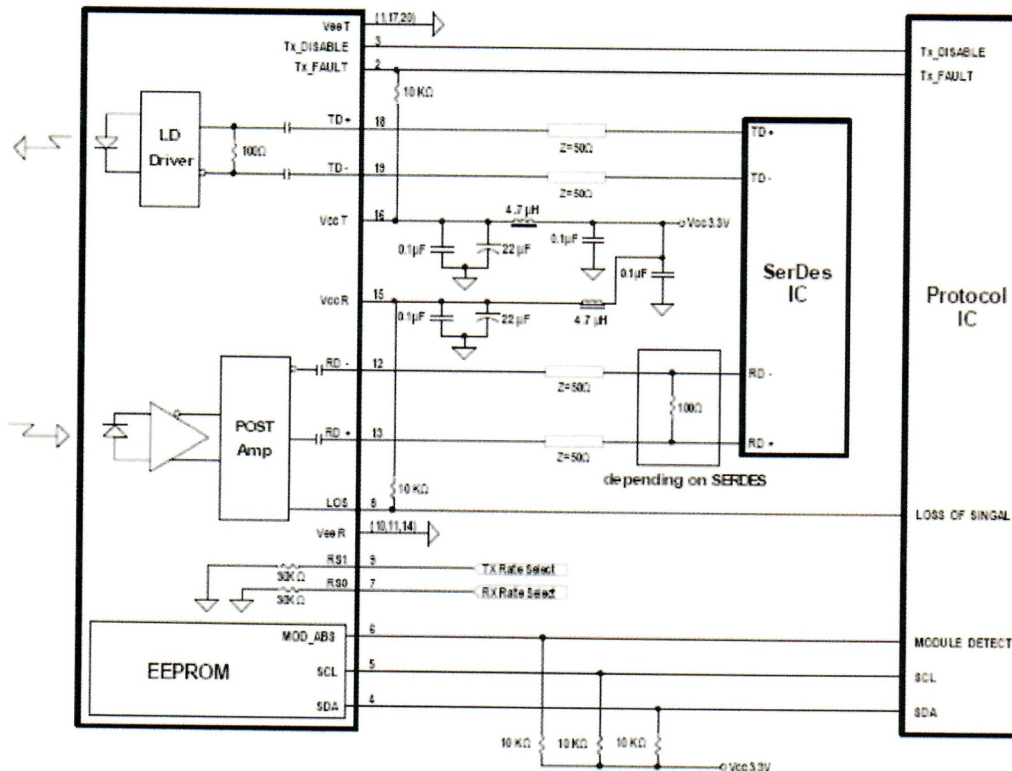 VeeT (1,17,20)
Tx_DISABLE 3 Tx_DISABLE
Tx_FAULT 2 Tx_FAULT
10 KΩ
LD
Driver
100Ω
TD+ 18 Z=50Ω TD+
TD- 19 Z=50Ω TD-
VccT 16 4.7 µH Vcc3.3V
0.1µF 22 µF 0.1µF
0.1µF
SerDes
IC
Protocol
IC
VccR 15
0.1µF 22 µF 4.7 µH
RD - 12 Z=50Ω RD -
100Ω
POST
Amp
RD + 13 Z=50Ω RD +
depending on SERDES
10 KΩ
LOS 8 LOSS OF SINGAL
VeeR (10,11,14)
RS1 9 TX Rate Select
30KΩ
RS0 7 RX Rate Select
30KΩ
MOD_ABS 6 MODULE DETECT
EEPROM
SCL 5 SCL
SDA 4 SDA
10 KΩ 10 KΩ 10 KΩ
Vcc3.3V